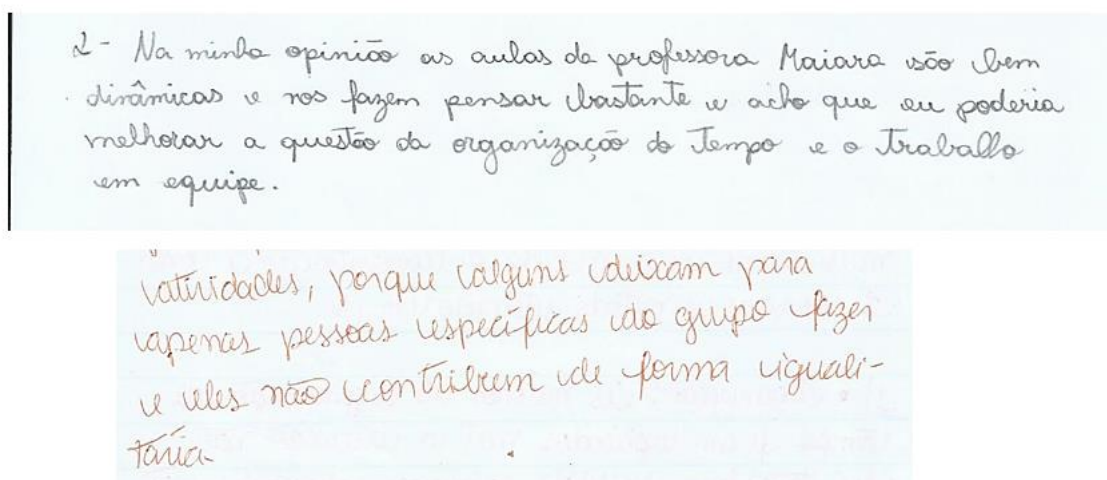 2- Na minha opinião as aulas da professora Maiara são bem
dinâmicas e nos fazem pensar bastante e acho que eu poderia
melhorar a questão da organização do Tempo e o Trabalho
em equipe.
atividades, porque alguns deixam para
apenas pessoas específicas do grupo fazer
e eles não contribuem de forma iguali-
tária